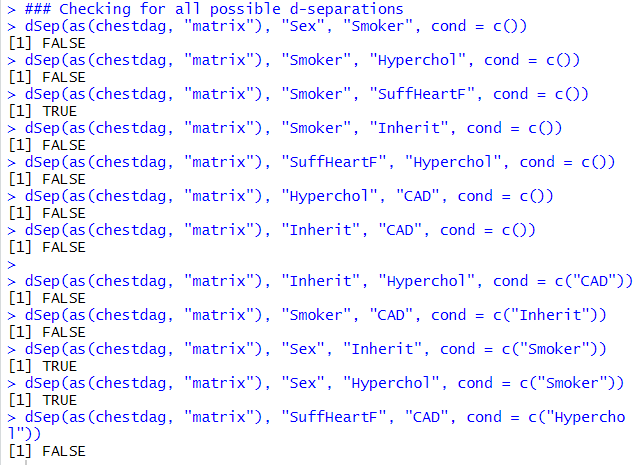 > ### Checking for all possible d-separations
> dSep(as(chestdag, "matrix"), "Sex", "Smoker", cond = c())
[1] FALSE
> dSep(as(chestdag, "matrix"), "Smoker", "Hyperchol", cond = c())
[1] FALSE
> dSep(as(chestdag, "matrix"), "Smoker", "SuffHeartF", cond = c())
[1] TRUE
> dSep(as(chestdag, "matrix"), "Smoker", "Inherit", cond = c())
[1] FALSE
> dSep(as(chestdag, "matrix"), "SuffHeartF", "Hyperchol", cond = c())
[1] FALSE
> dSep(as(chestdag, "matrix"), "Hyperchol", "CAD", cond = c())
[1] FALSE
> dSep(as(chestdag, "matrix"), "Inherit", "CAD", cond = c())
[1] FALSE
>
> dSep(as(chestdag, "matrix"), "Inherit", "Hyperchol", cond = c("CAD"))
[1] FALSE
> dSep(as(chestdag, "matrix"), "Smoker", "CAD", cond = c("Inherit"))
[1] FALSE
> dSep(as(chestdag, "matrix"), "Sex", "Inherit", cond = c("Smoker"))
[1] TRUE
> dSep(as(chestdag, "matrix"), "Sex", "Hyperchol", cond = c("Smoker"))
[1] TRUE
> dSep(as(chestdag, "matrix"), "SuffHeartF", "CAD", cond = c("Hypercho
l"))
[1] FALSE